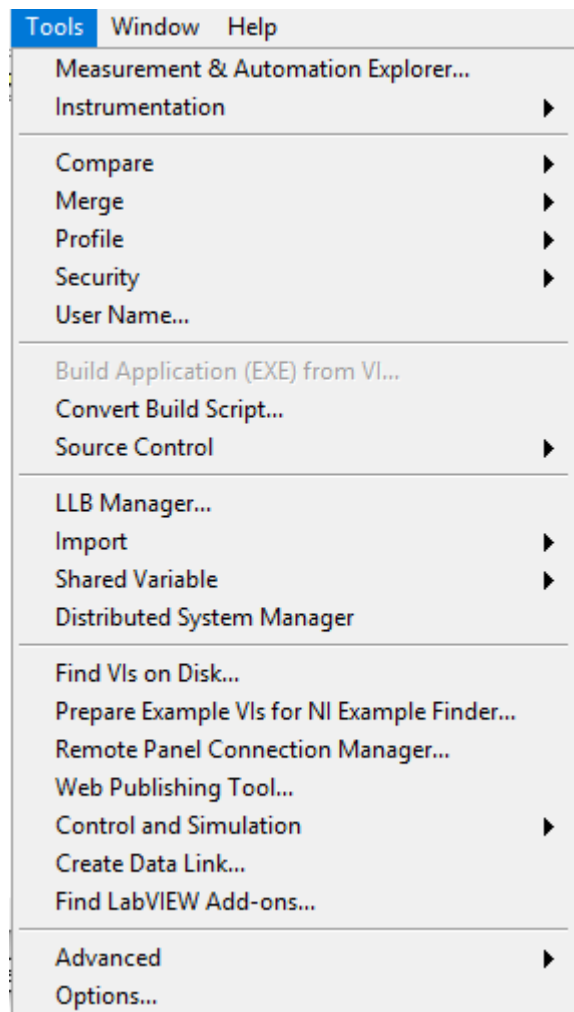 Tools Window Help
Measurement & Automation Explorer...
Instrumentation
Compare
Merge
Profile
Security
User Name...
Build Application (EXE) from VI...
Convert Build Script...
Source Control
LLB Manager...
Import
Shared Variable
Distributed System Manager
Find VIs on Disk...
Prepare Example VIs for NI Example Finder...
Remote Panel Connection Manager...
Web Publishing Tool...
Control and Simulation
Create Data Link...
Find LabVIEW Add-ons...
Advanced
Options...